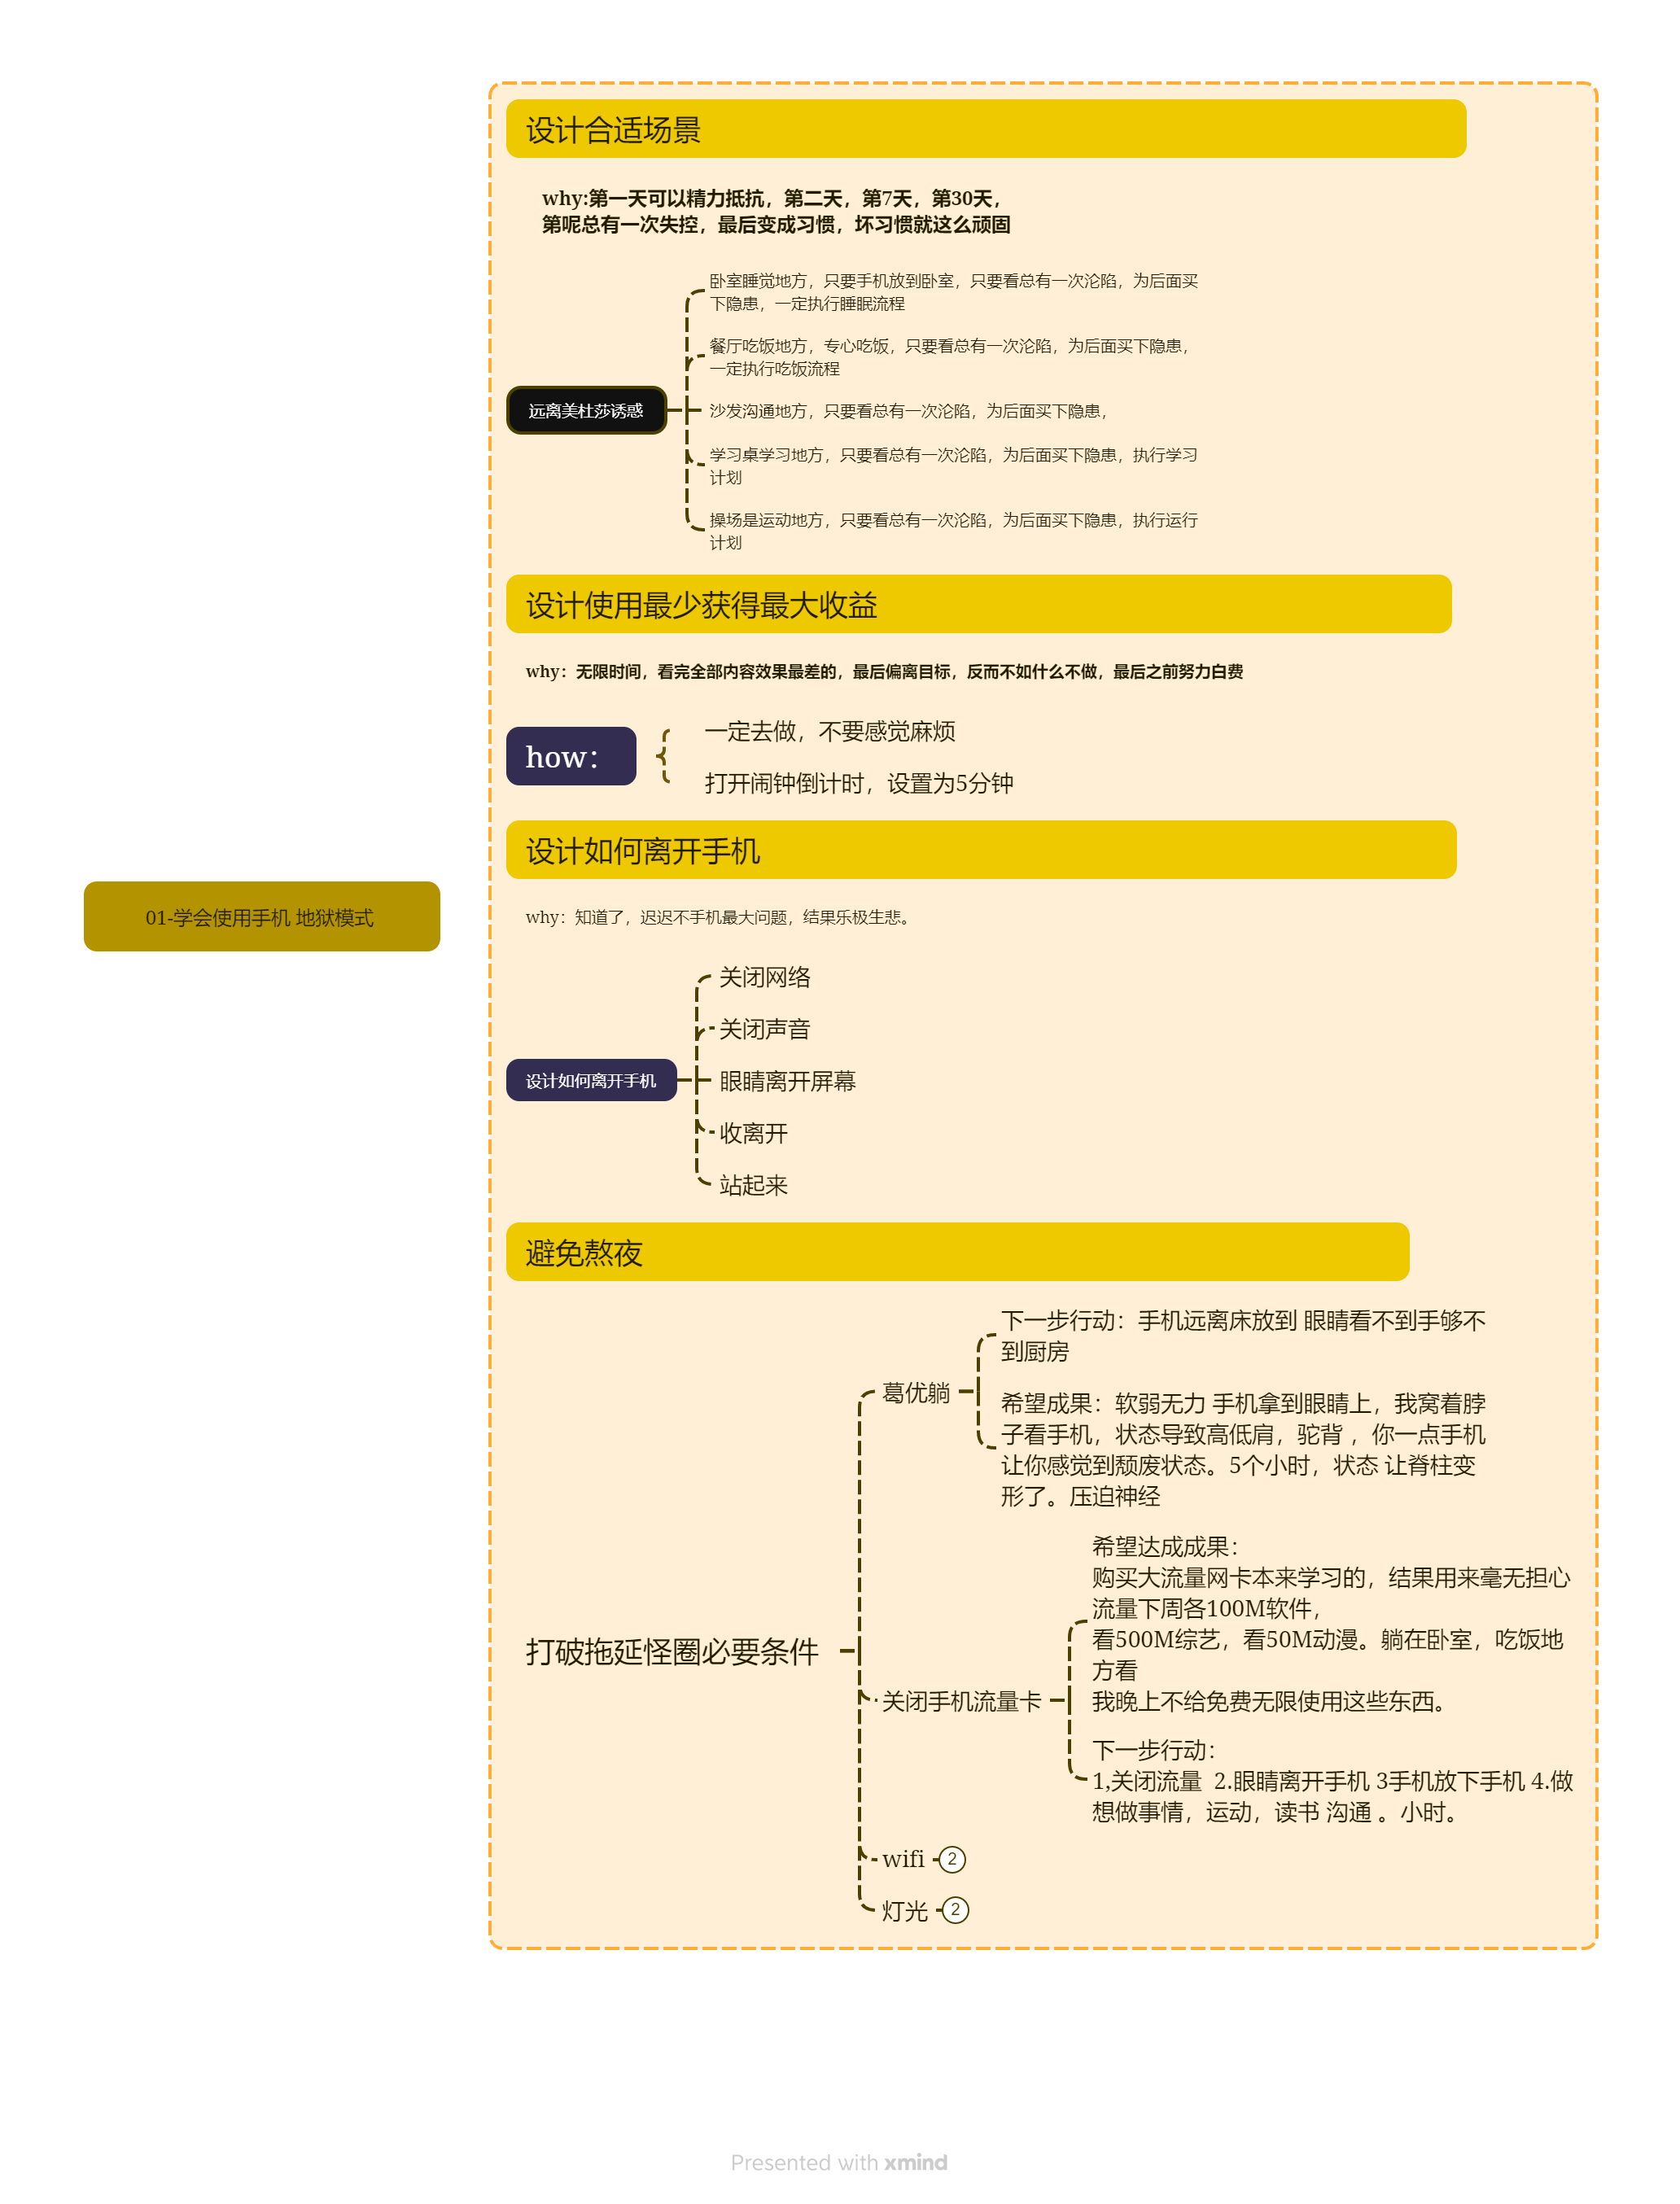 设计合适场景
why:第一天可以精力抵抗，第二天，第7天，第30天，
第呢总有一次失控，最后变成习惯，坏习惯就这么顽固
卧室睡觉地方，只要手机放到卧室，只要看总有一次沦陷，为后面买
下隐患，一定执行睡眠流程
餐厅吃饭地方，专心吃饭，只要看总有一次沦陷，为后面买下隐患，
一定执行吃饭流程
远离美杜莎诱惑
沙发沟通地方，只要看总有一次沦陷，为后面买下隐患，
学习桌学习地方，只要看总有一次沦陷，为后面买下隐患，执行学习
计划
操场是运动地方，只要看总有一次沦陷，为后面买下隐患，执行运行
计划
设计使用最少获得最大收益
why：无限时间，看完全部内容效果最差的，最后偏离目标，反而不如什么不做，最后之前努力白费
how：
一定去做，不要感觉麻烦
打开闹钟倒计时，设置为5分钟
设计如何离开手机
01-学会使用手机 地狱模式
why：知道了，迟迟不手机最大问题，结果乐极生悲。
关闭网络
关闭声音
设计如何离开手机
眼睛离开屏幕
收离开
站起来
避免熬夜
下一步行动：手机远离床放到 眼睛看不到手够不
到厨房
葛优躺
希望成果：软弱无力 手机拿到眼睛上，我窝着脖
子看手机，状态导致高低肩，驼背 ，你一点手机
让你感觉到颓废状态。5个小时，状态 让脊柱变
形了。压迫神经
希望达成成果：
购买大流量网卡本来学习的，结果用来毫无担心
流量下周各100M软件，
看500M综艺，看50M动漫。躺在卧室，吃饭地
方看
我晚上不给免费无限使用这些东西。
打破拖延怪圈必要条件
关闭手机流量卡
下一步行动：
1,关闭流量  2.眼睛离开手机 3手机放下手机 4.做
想做事情，运动，读书 沟通 。小时。
wifi 2
灯光 2
Presented with xmind